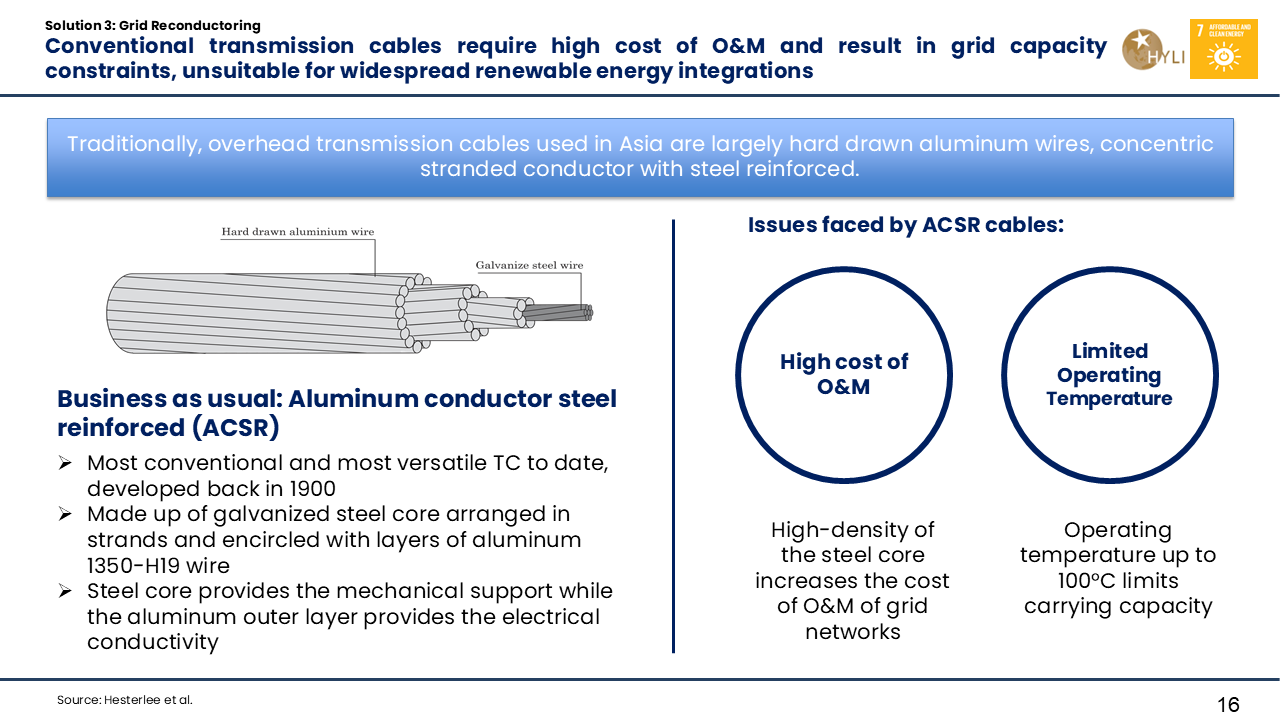 Solution 3: Grid Reconductoring
Conventional transmission cables require high cost of O&M and result in grid capacity
constraints, unsuitable for widespread renewable energy integrations
HYLI
7 AFFORDABLE AND
CLEAN ENERGY
Traditionally, overhead transmission cables used in Asia are largely hard drawn aluminum wires, concentric
stranded conductor with steel reinforced.
Hard drawn aluminium wire
Galvanize steel wire
Business as usual: Aluminum conductor steel
reinforced (ACSR)
➢ Most conventional and most versatile TC to date,
developed back in 1900
➢ Made up of galvanized steel core arranged in
strands and encircled with layers of aluminum
1350-H19 wire
➢ Steel core provides the mechanical support while
the aluminum outer layer provides the electrical
conductivity
Issues faced by ACSR cables:
High cost of
O&M
High-density of
the steel core
increases the cost
of O&M of grid
networks
Limited
Operating
Temperature
Operating
temperature up to
100°C limits
carrying capacity
Source: Hesterlee et al.
16